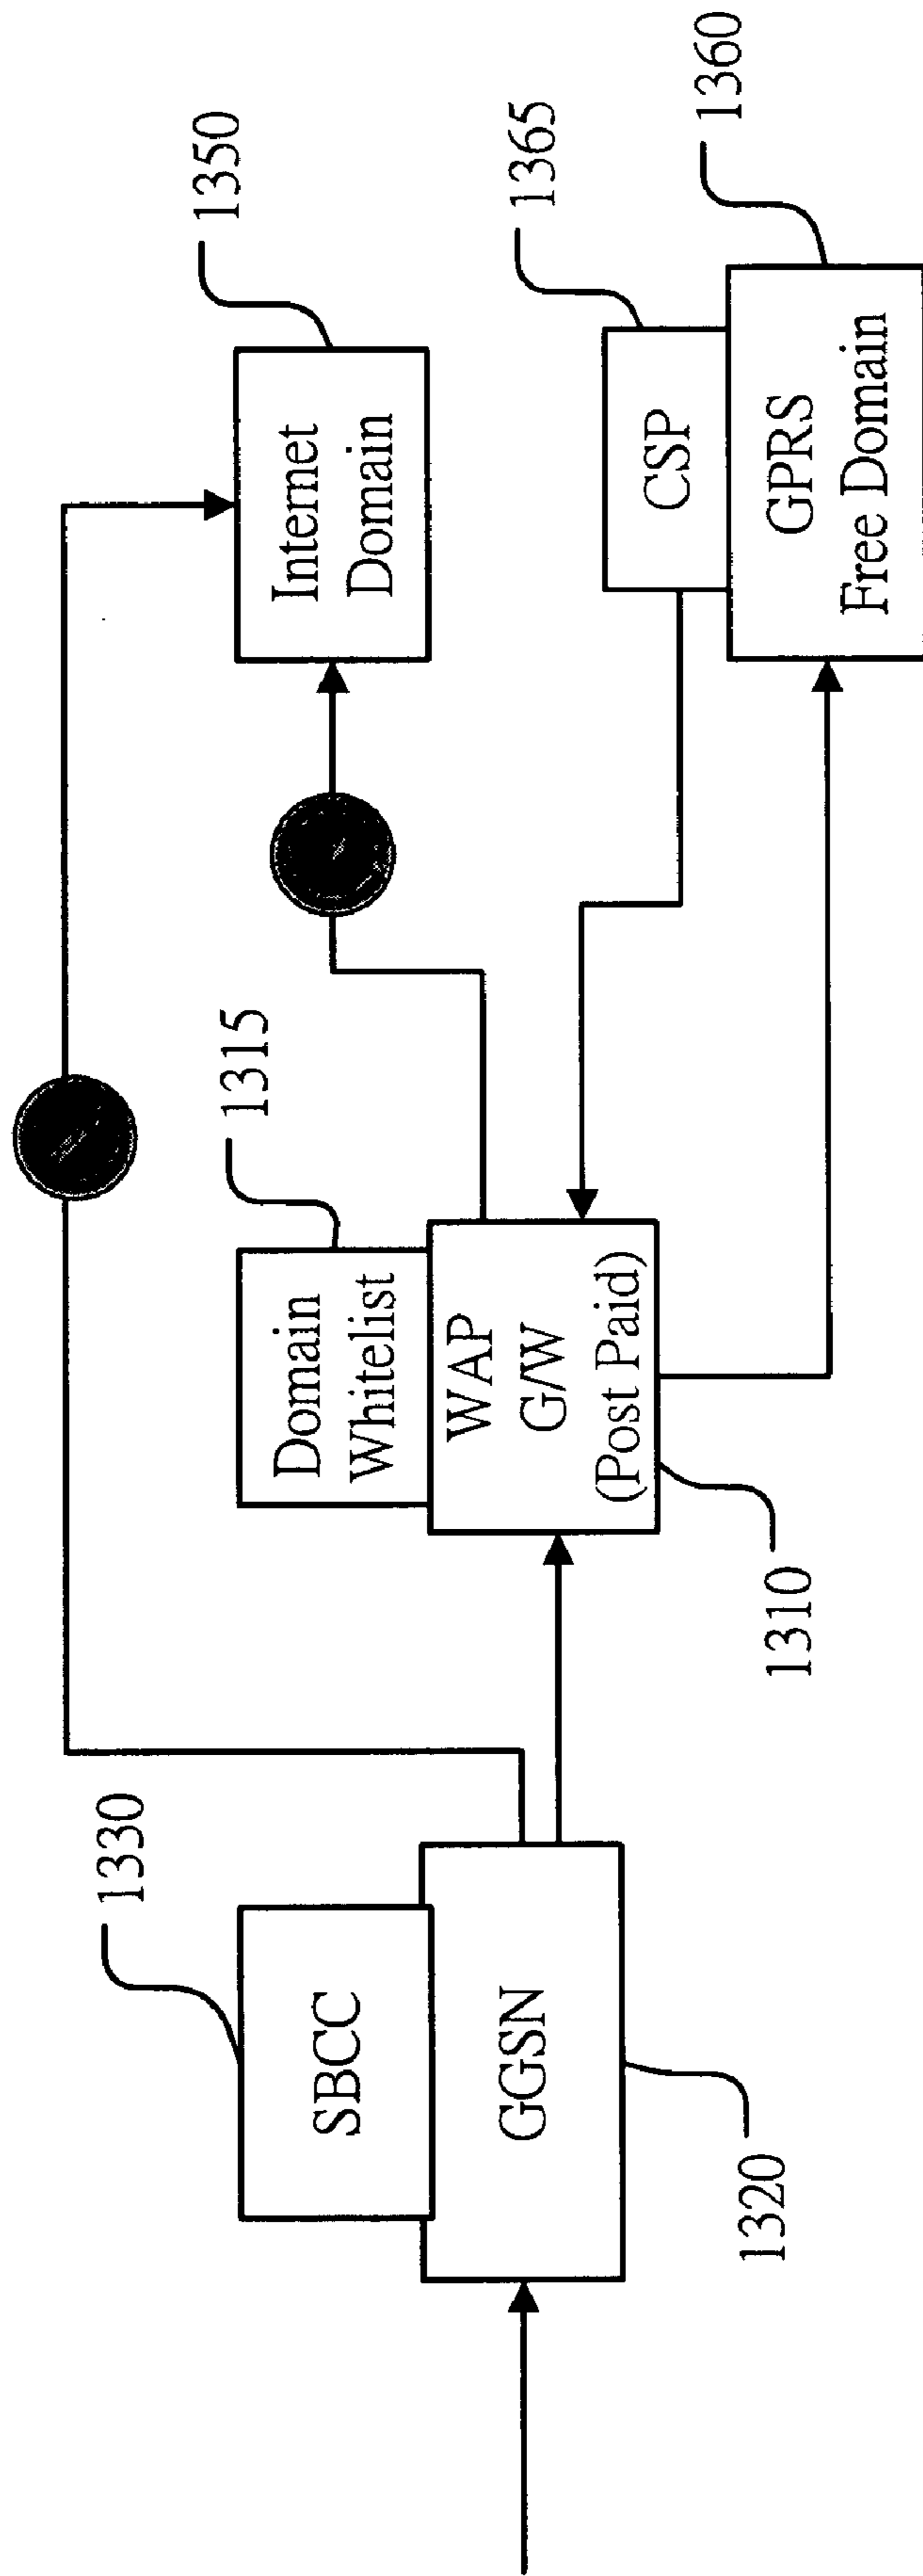 1330
SBCC
GGSN
1320
1315
Domain
Whitelist
WAP
G/W
(Post Paid)
1310
1350
Internet
Domain
1365
CSP
GPRS
Free Domain
1360